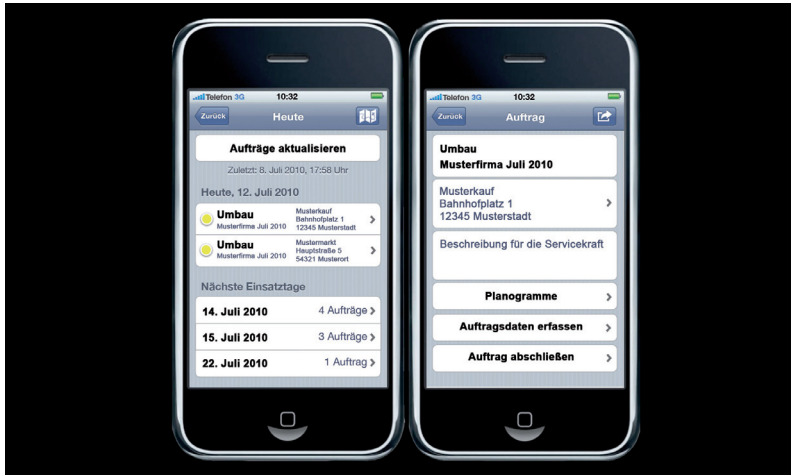 Telefon 3G 10:32
Zurück Heute
Aufträge aktualisieren
Zuletzt: 8. Juli 2010, 17:58 Uhr
Heute, 12. Juli 2010
Umbau
Musterfirma Juli 2010
Musterkauf
Bahnhofplatz 1
12345 Musterstadt
Umbau
Musterfirma Juli 2010
Mustermarkt
Hauptstraße 5
54321 Musterort
Nächste Einsatztage
14. Juli 2010 4 Aufträge
15. Juli 2010 3 Aufträge
22. Juli 2010 1 Auftrag
Telefon 3G 10:32
Zurück Auftrag
Umbau
Musterfirma Juli 2010
Musterkauf
Bahnhofplatz 1
12345 Musterstadt
Beschreibung für die Servicekraft
Planogramme
Auftragsdaten erfassen
Auftrag abschließen